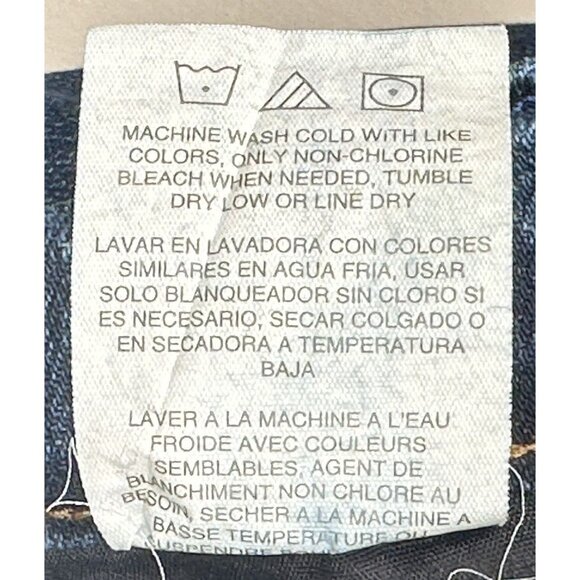 MACHINE WASH COLD WITH LIKE
COLORS, ONLY NON-CHLORINE
BLEACH WHEN NEEDED, TUMBLE
DRY LOW OR LINE DRY
LAVAR EN LAVADORA CON COLORES
SIMILARES EN AGUA FRIA, USAR
SOLO BLANQUEADOR SIN CLORO SI
ES NECESARIO, SECAR COLGADO O
EN SECADORA A TEMPERATURA
BAJA
LAVER A LA MACHINE A L'EAU
FROIDE AVEC COULEURS
SEMBLABLES, AGENT DE
BLANCHIMENT NON CHLORE AU
BESOIN, SECHER A LA MACHINE A
BASSE TEMPERATURE OU
SUSPENDRE